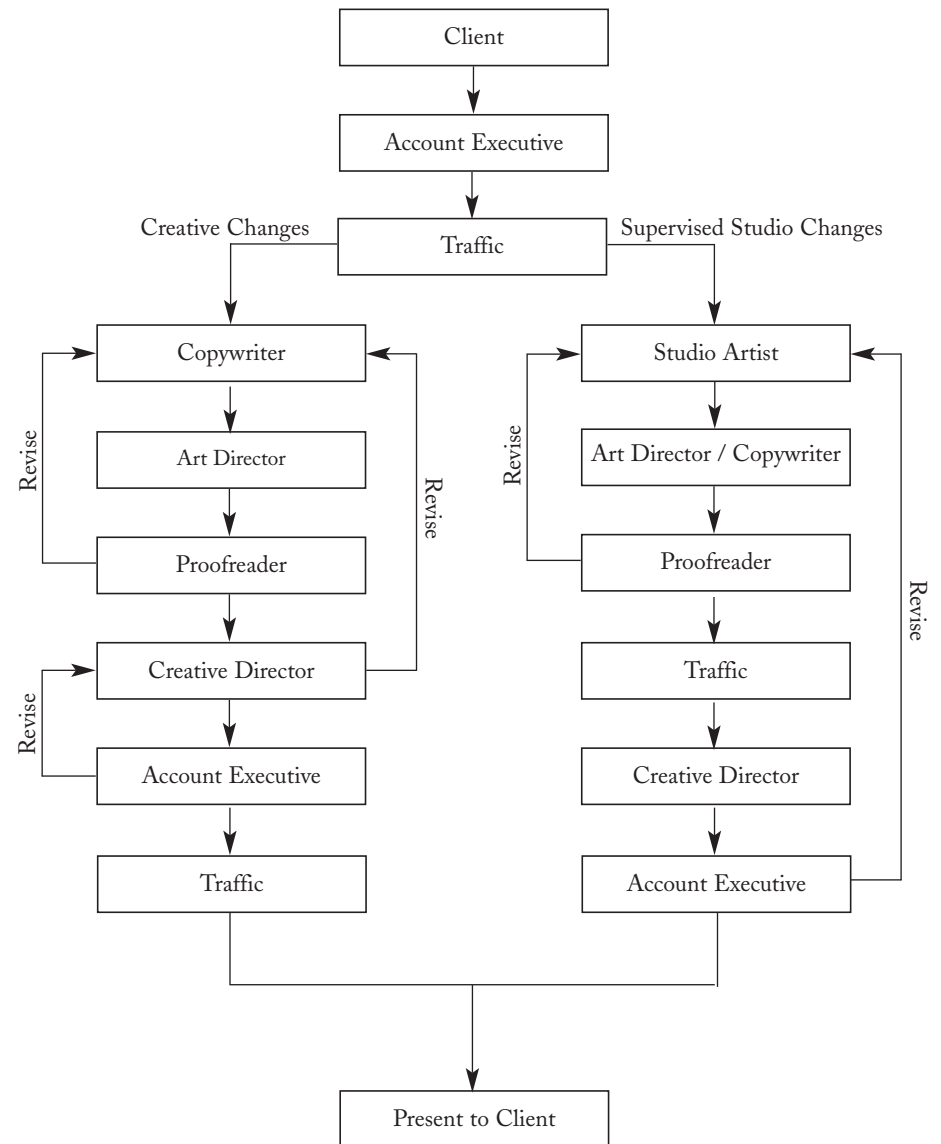 Client
Account Executive
Creative Changes
Traffic
Supervised Studio Changes
Copywriter
Art Director
Proofreader
Creative Director
Account Executive
Traffic
Revise
Revise
Revise
Studio Artist
Art Director / Copywriter
Proofreader
Traffic
Creative Director
Account Executive
Revise
Revise
Present to Client